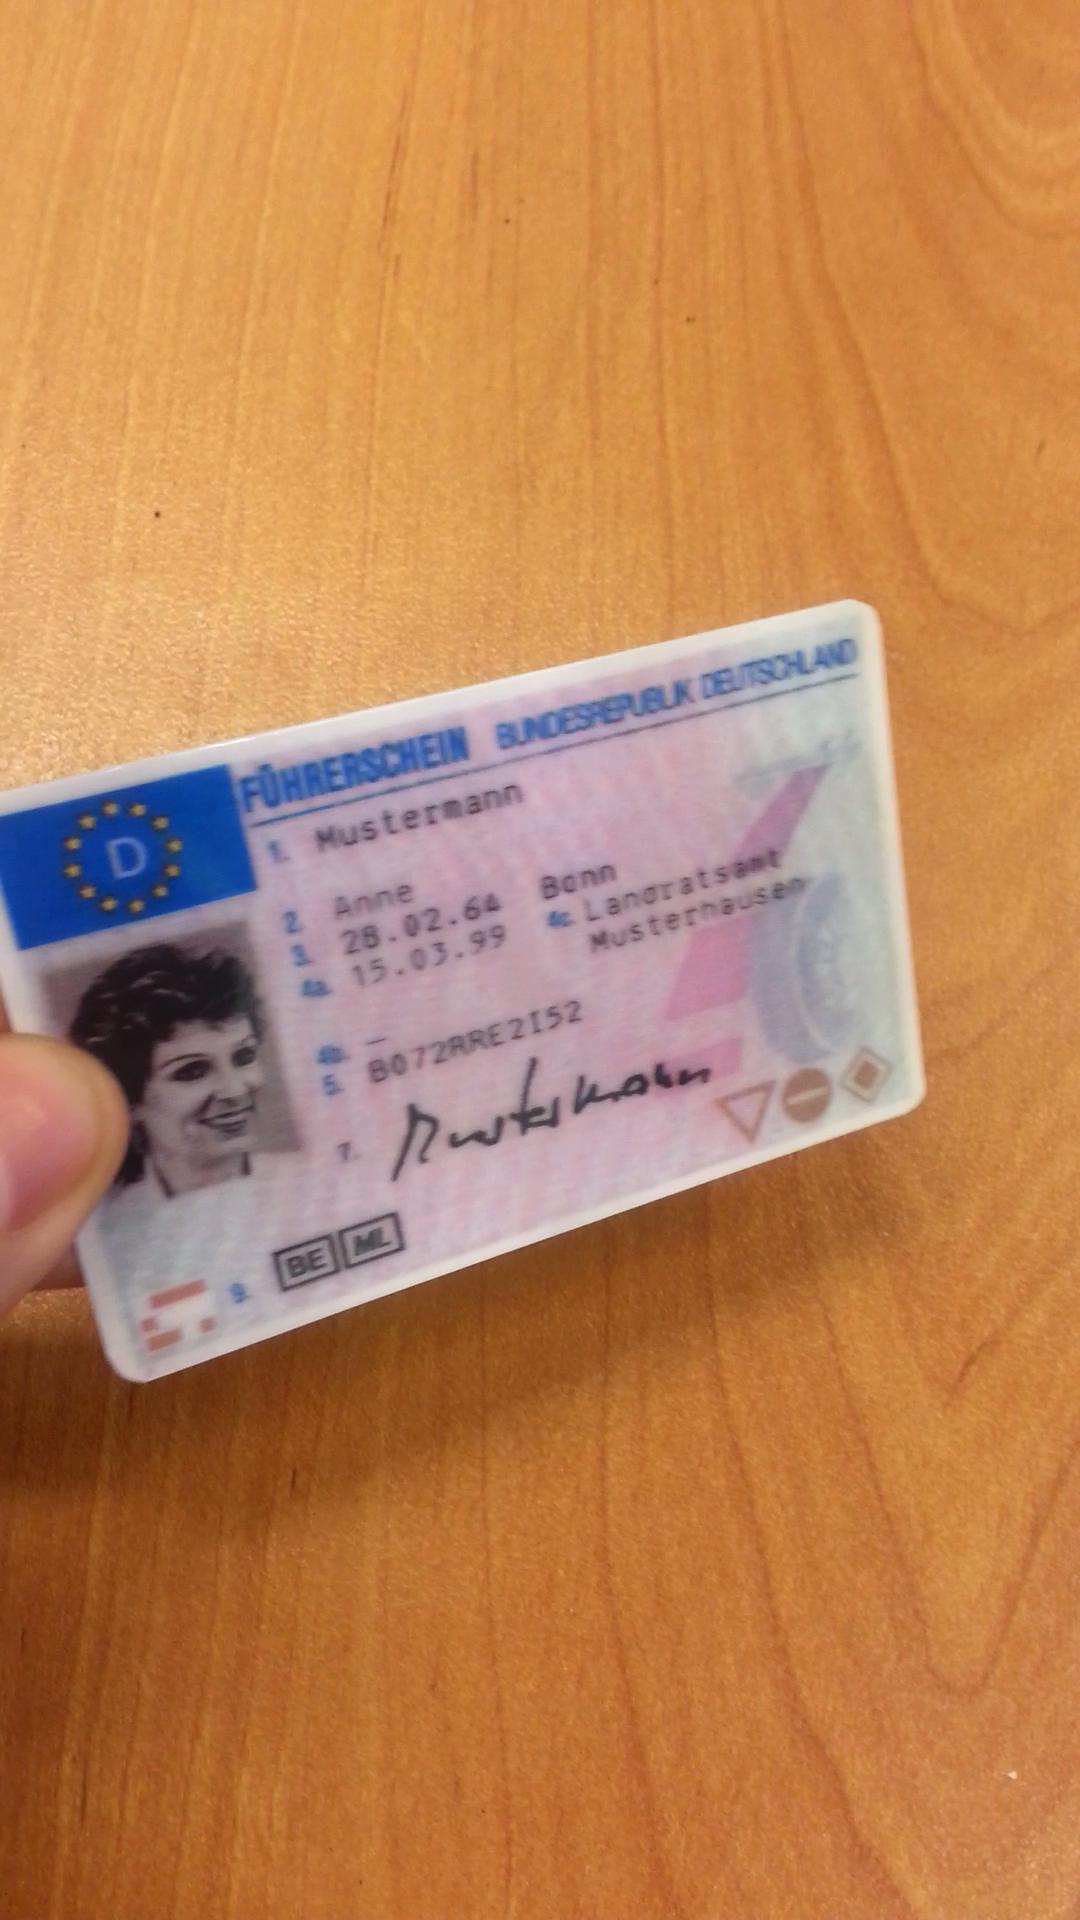 FÜHRERSCHEIN BUNDESREPUBLIK DEUTSCHLAND
D
1. Mustermann
2. Anne
3. 28.02.64 Bonn
4a. 15.03.99 4c. Landratsamt
Musterhausen
4b. –
5. B072RRE2I52
7. Mustermann
9. BE ML